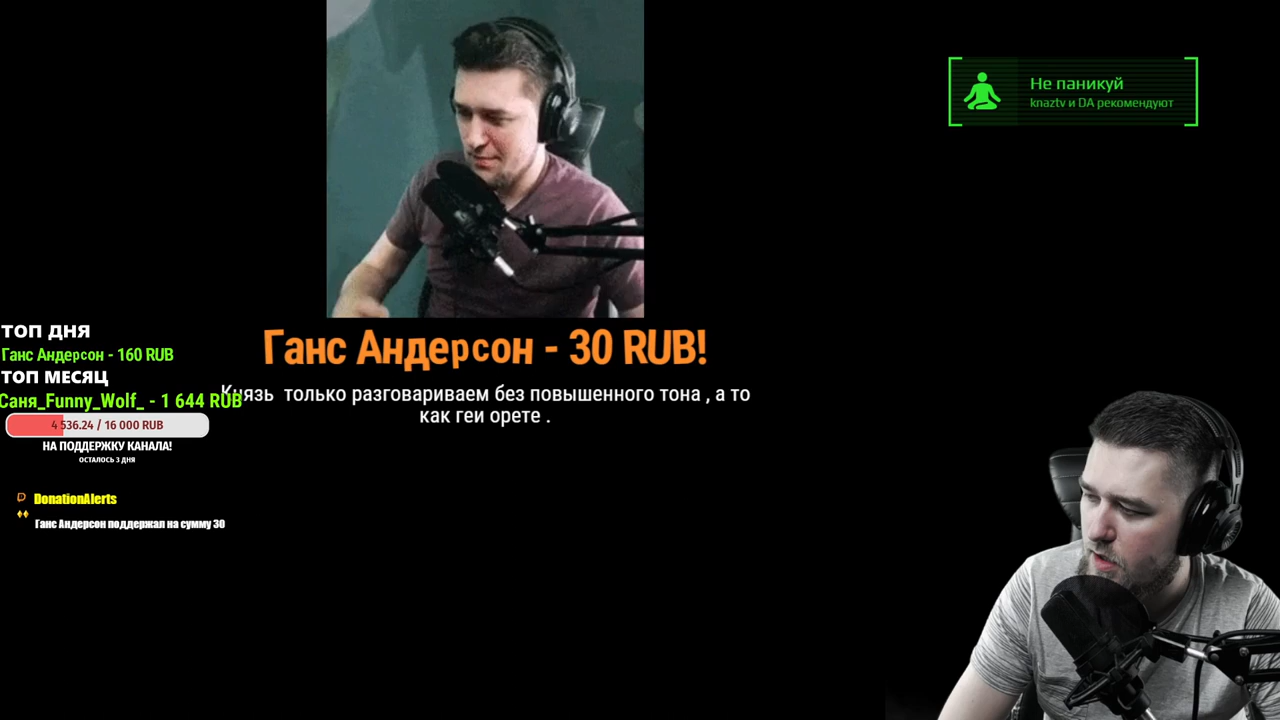 Не паникуй
knaztv и DA рекомендуют
Ганс Андерсон - 30 RUB!
Князь только разговариваем без повышенного тона , а то
как геи орете .
ТОП ДНЯ
Ганс Андерсон - 160 RUB
ТОП МЕСЯЦ
Саня_Funny_Wolf_ - 1 644 RUB
4 536.24 / 16 000 RUB
НА ПОДДЕРЖКУ КАНАЛА!
ОСТАЛОСЬ 3 ДНЯ
DonationAlerts
Ганс Андерсон поддержал на сумму 30